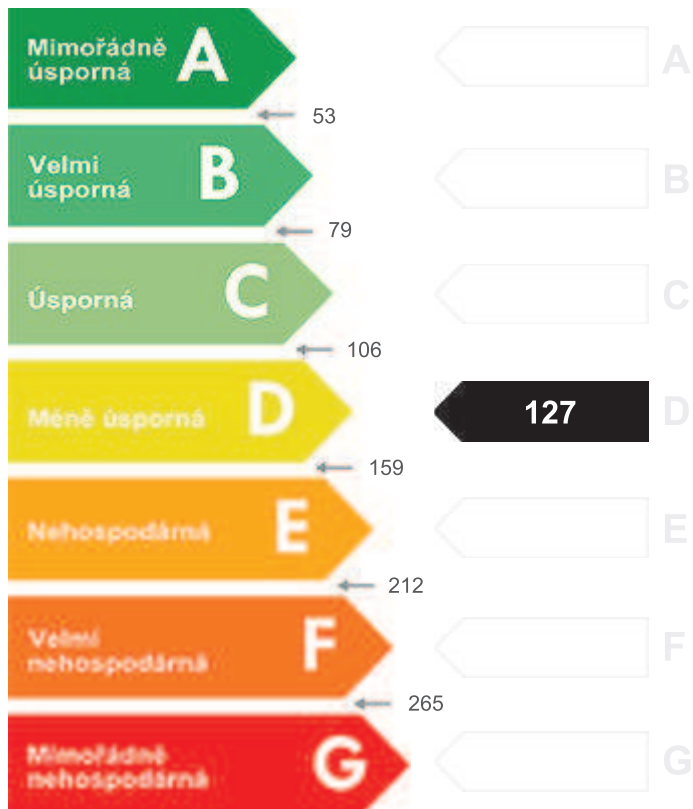 Mimořádně
úsporná
A
A
53
Velmi
úsporná
B
B
79
Úsporná
C
C
106
Méně úsporná
D
127
D
159
Nehospodárná
E
E
212
Velmi
nehospodárná
F
F
265
Mimořádně
nehospodárná
G
G